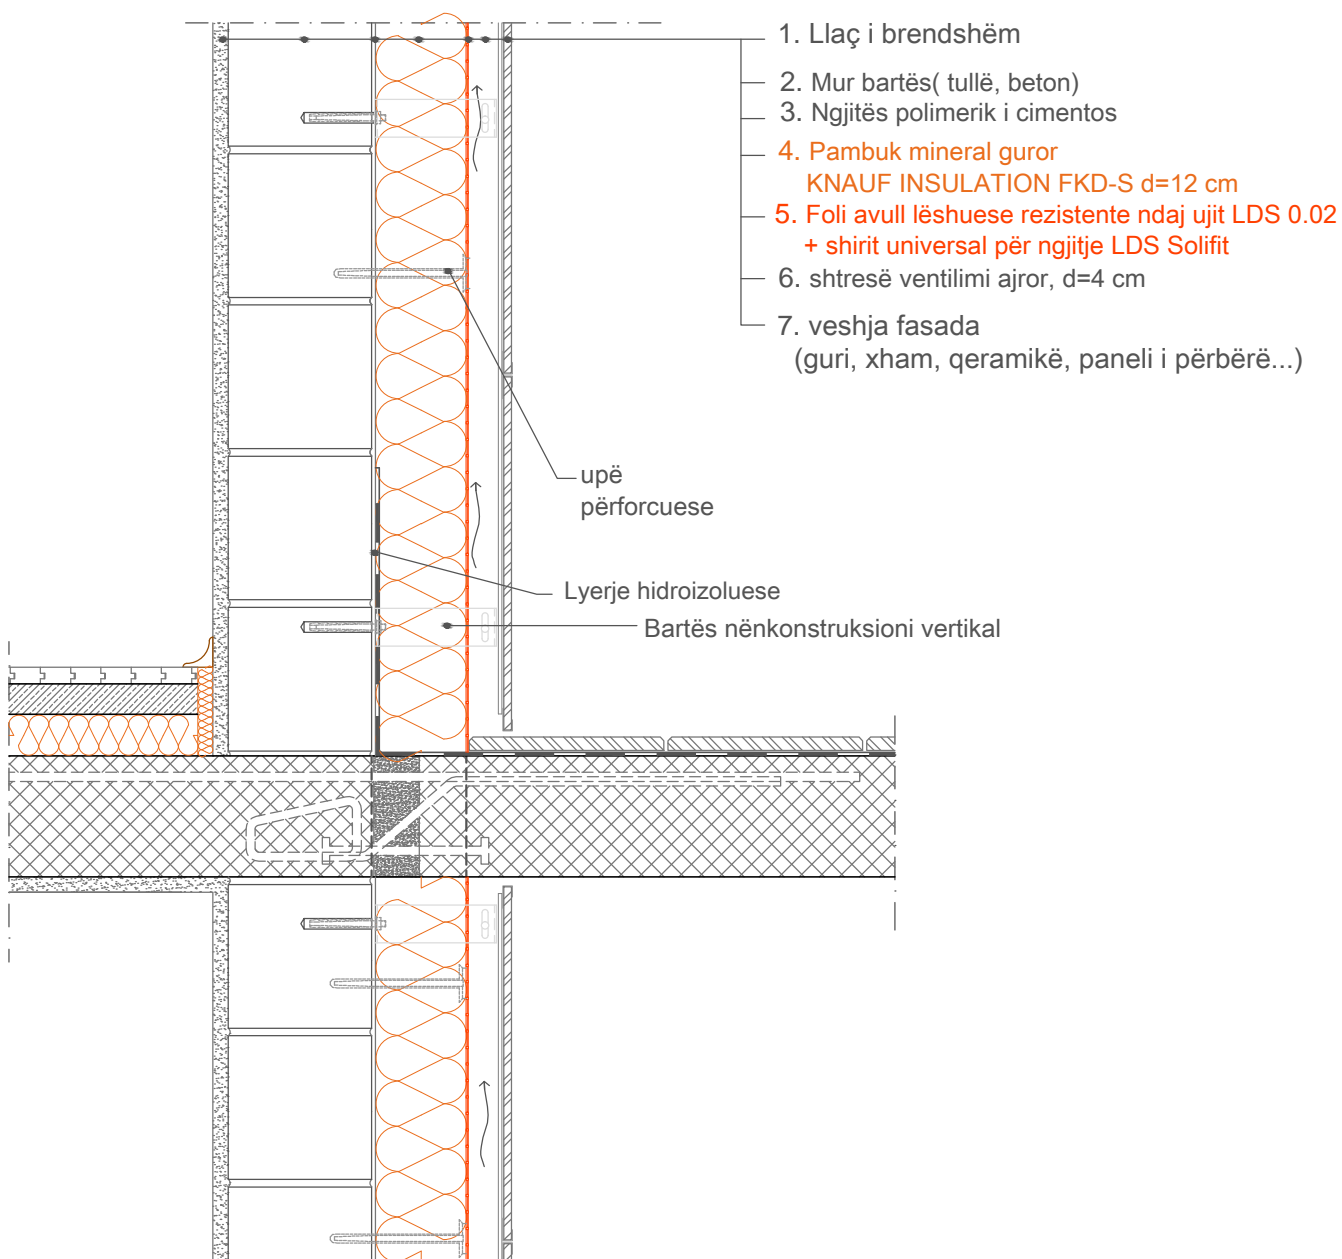 1. Llaç i brendshëm
2. Mur bartës( tullë, beton)
3. Ngjitës polimerik i cimentos
4. Pambuk mineral guror
KNAUF INSULATION FKD-S d=12 cm
5. Foli avull lëshuese rezistente ndaj ujit LDS 0.02
+ shirit universal për ngjitje LDS Solifit
6. shtresë ventilimi ajror, d=4 cm
7. veshja fasada
(guri, xham, qeramikë, paneli i përbërë...)
upë
përforcuese
Lyerje hidroizoluese
Bartës nënkonstruksioni vertikal